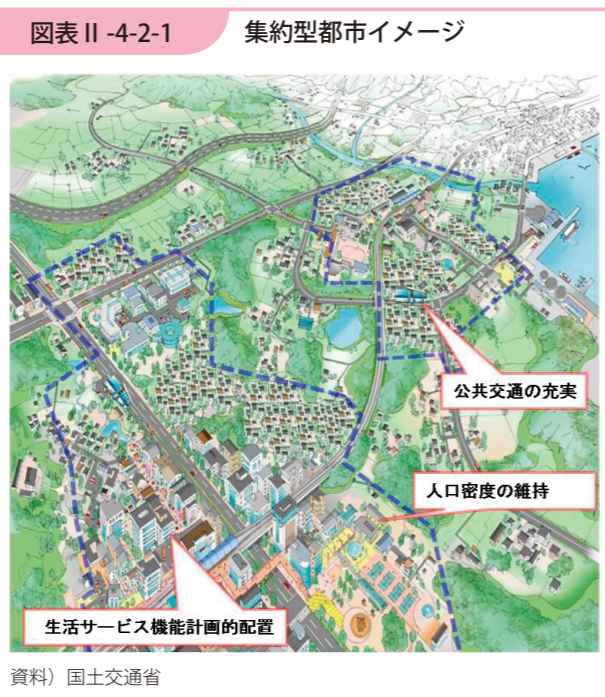 図表Ⅱ-4-2-1 集約型都市イメージ
公共交通の充実
人口密度の維持
生活サービス機能計画的配置
資料）国土交通省